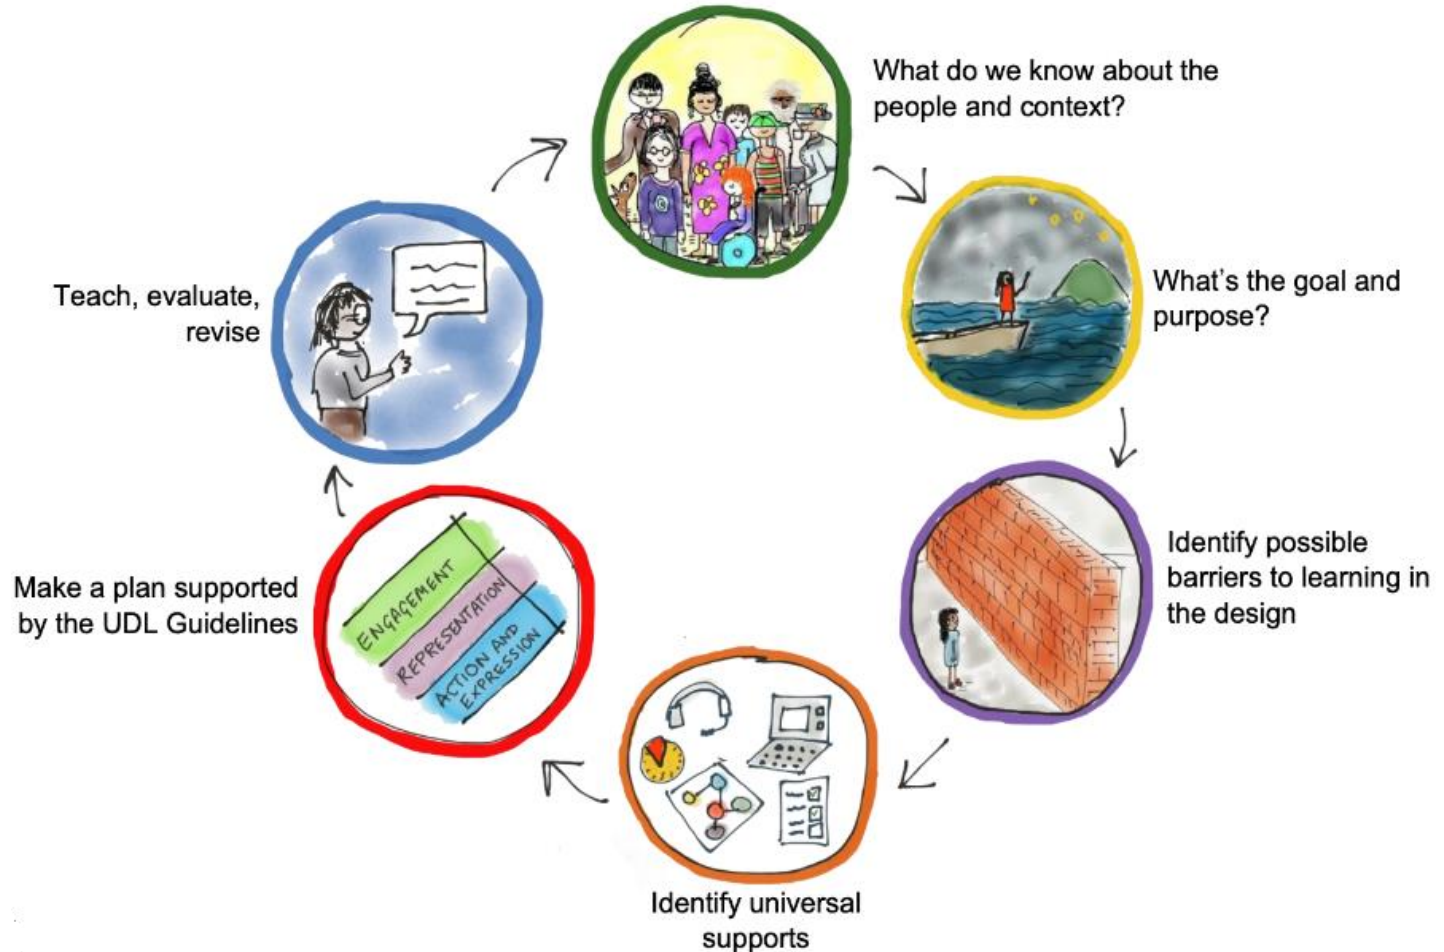 What do we know about the
people and context?
What's the goal and
purpose?
Identify possible
barriers to learning in
the design
Identify universal
supports
Make a plan supported
by the UDL Guidelines
ENGAGEMENT
REPRESENTATION
ACTION AND
EXPRESSION
Teach, evaluate,
revise